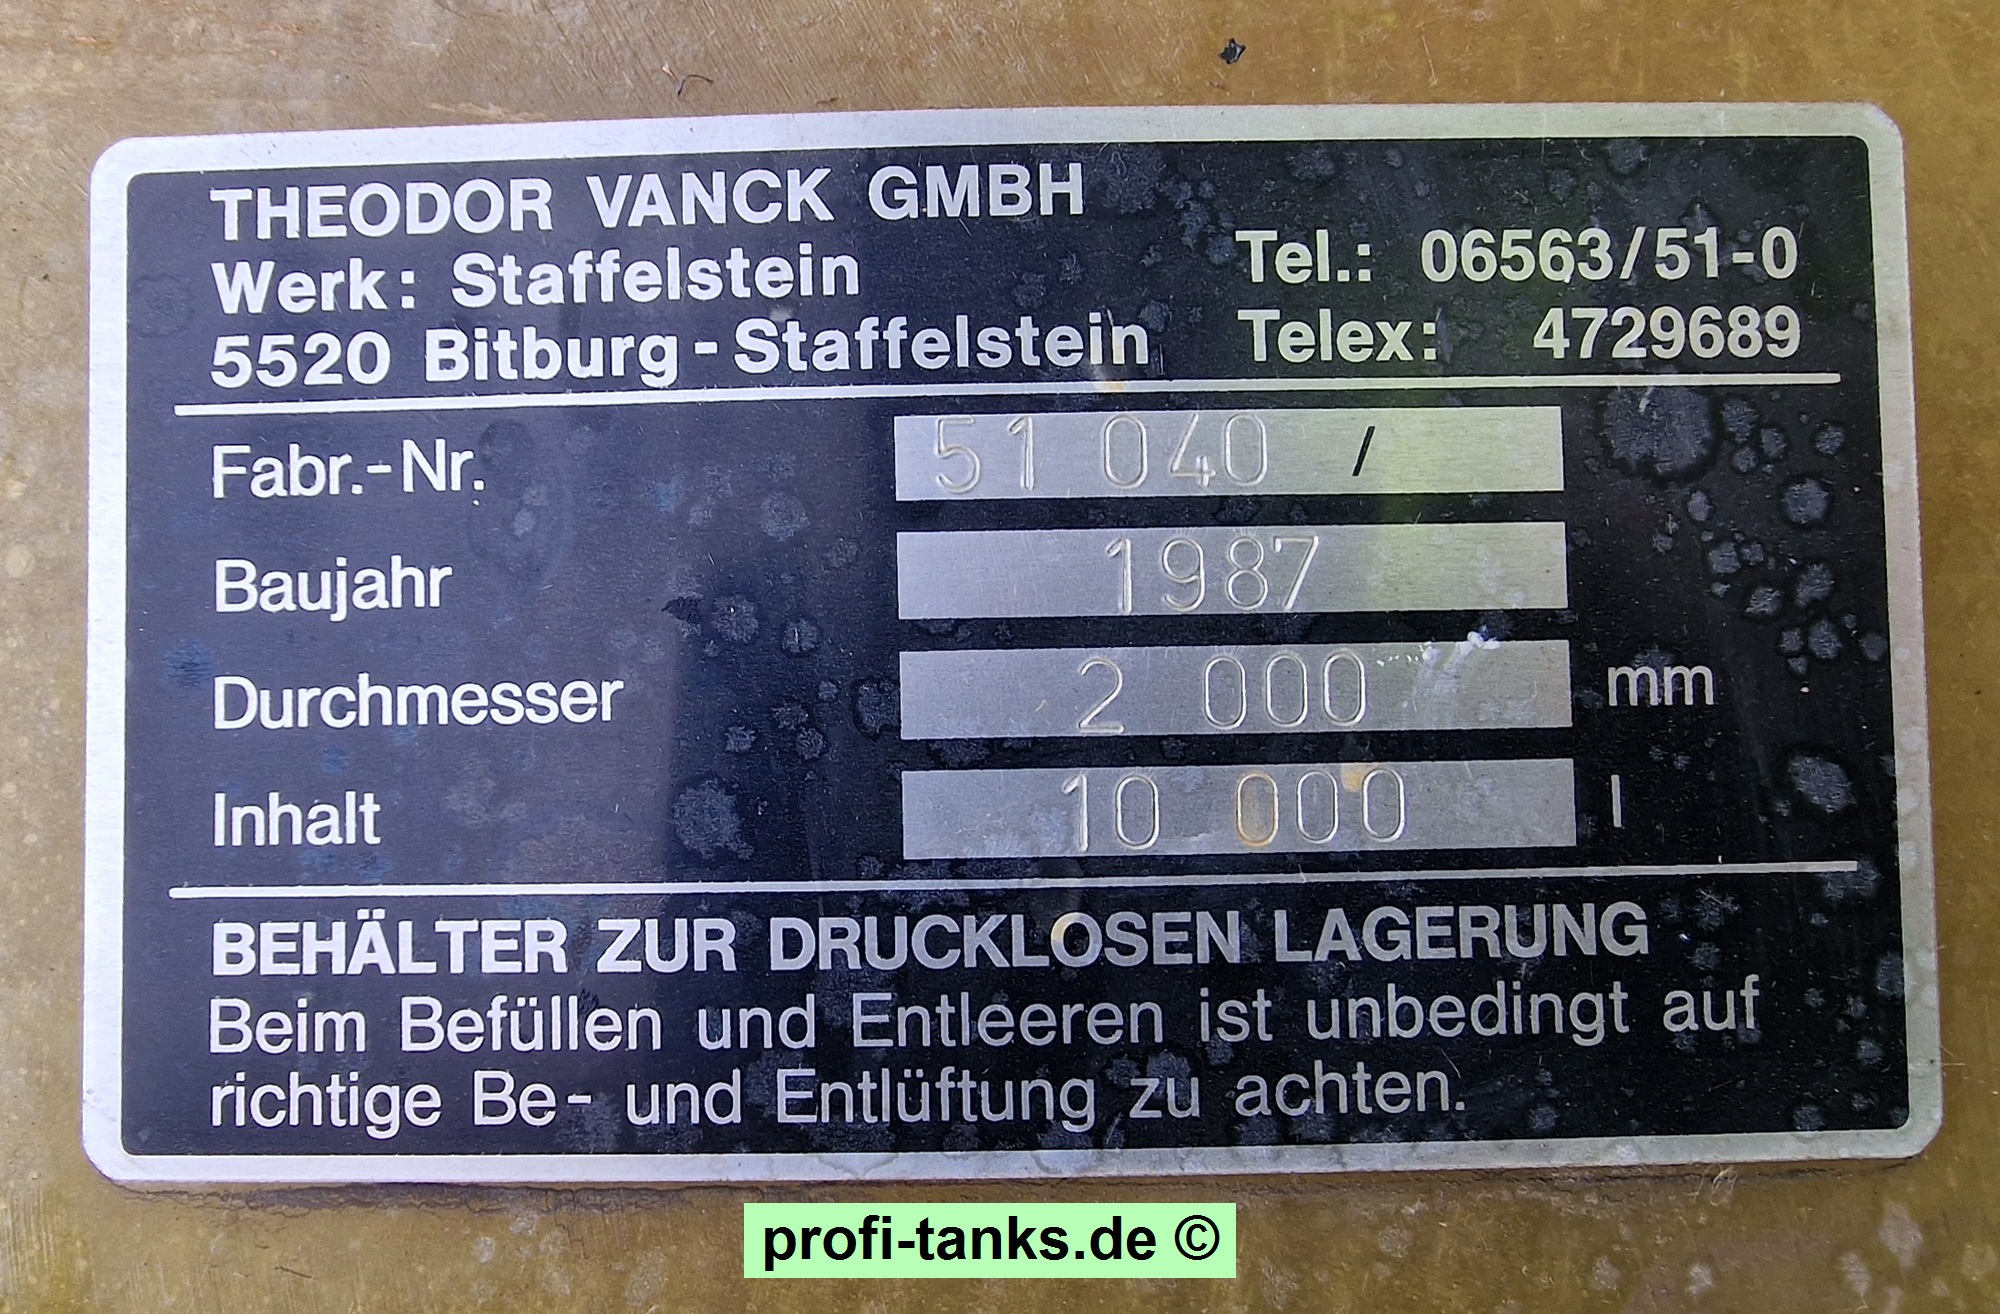 THEODOR VANCK GMBH
Werk: Staffelstein
Tel.: 06563/51-0
5520 Bitburg-Staffelstein
Telex: 4729689
Fabr.-Nr. 51 040 /
Baujahr 1987
Durchmesser 2 000 mm
Inhalt 10 000 l
BEHÄLTER ZUR DRUCKLOSEN LAGERUNG
Beim Befüllen und Entleeren ist unbedingt auf
richtige Be- und Entlüftung zu achten.
profi-tanks.de ©